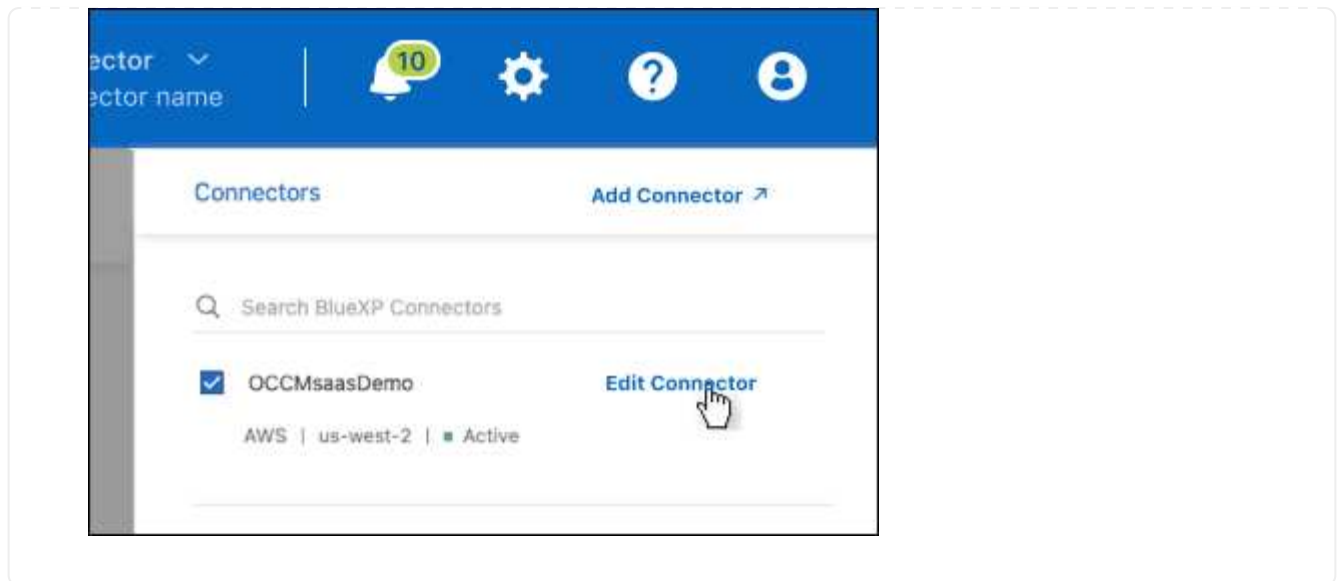 ector
ector name
10
?
Connectors
Add Connector
Search BlueXP Connectors
OCCMsaasDemo
Edit Connector
AWS | us-west-2 | Active